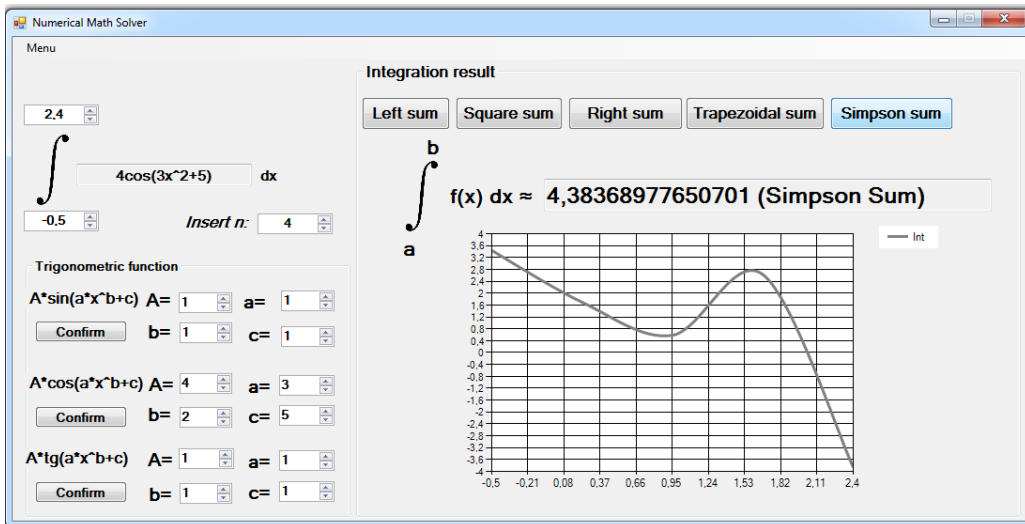 Numerical Math Solver
Menu
2,4
4cos(3x^2+5) dx
-0,5
Insert n: 4
Trigonometric function
A*sin(a*x^b+c) A= 1 a= 1
Confirm b= 1 c= 1
A*cos(a*x^b+c) A= 4 a= 3
Confirm b= 2 c= 5
A*tg(a*x^b+c) A= 1 a= 1
Confirm b= 1 c= 1
Integration result
Left sum Square sum Right sum Trapezoidal sum Simpson sum
b
f(x) dx ≈ 4,38368977650701 (Simpson Sum)
a
Int
4
3,6
3,2
2,8
2,4
2
1,6
1,2
0,8
0,4
0
-0,4
-0,8
-1,2
-1,6
-2
-2,4
-2,8
-3,2
-3,6
-4
-0,5 -0,21 0,08 0,37 0,66 0,95 1,24 1,53 1,82 2,11 2,4